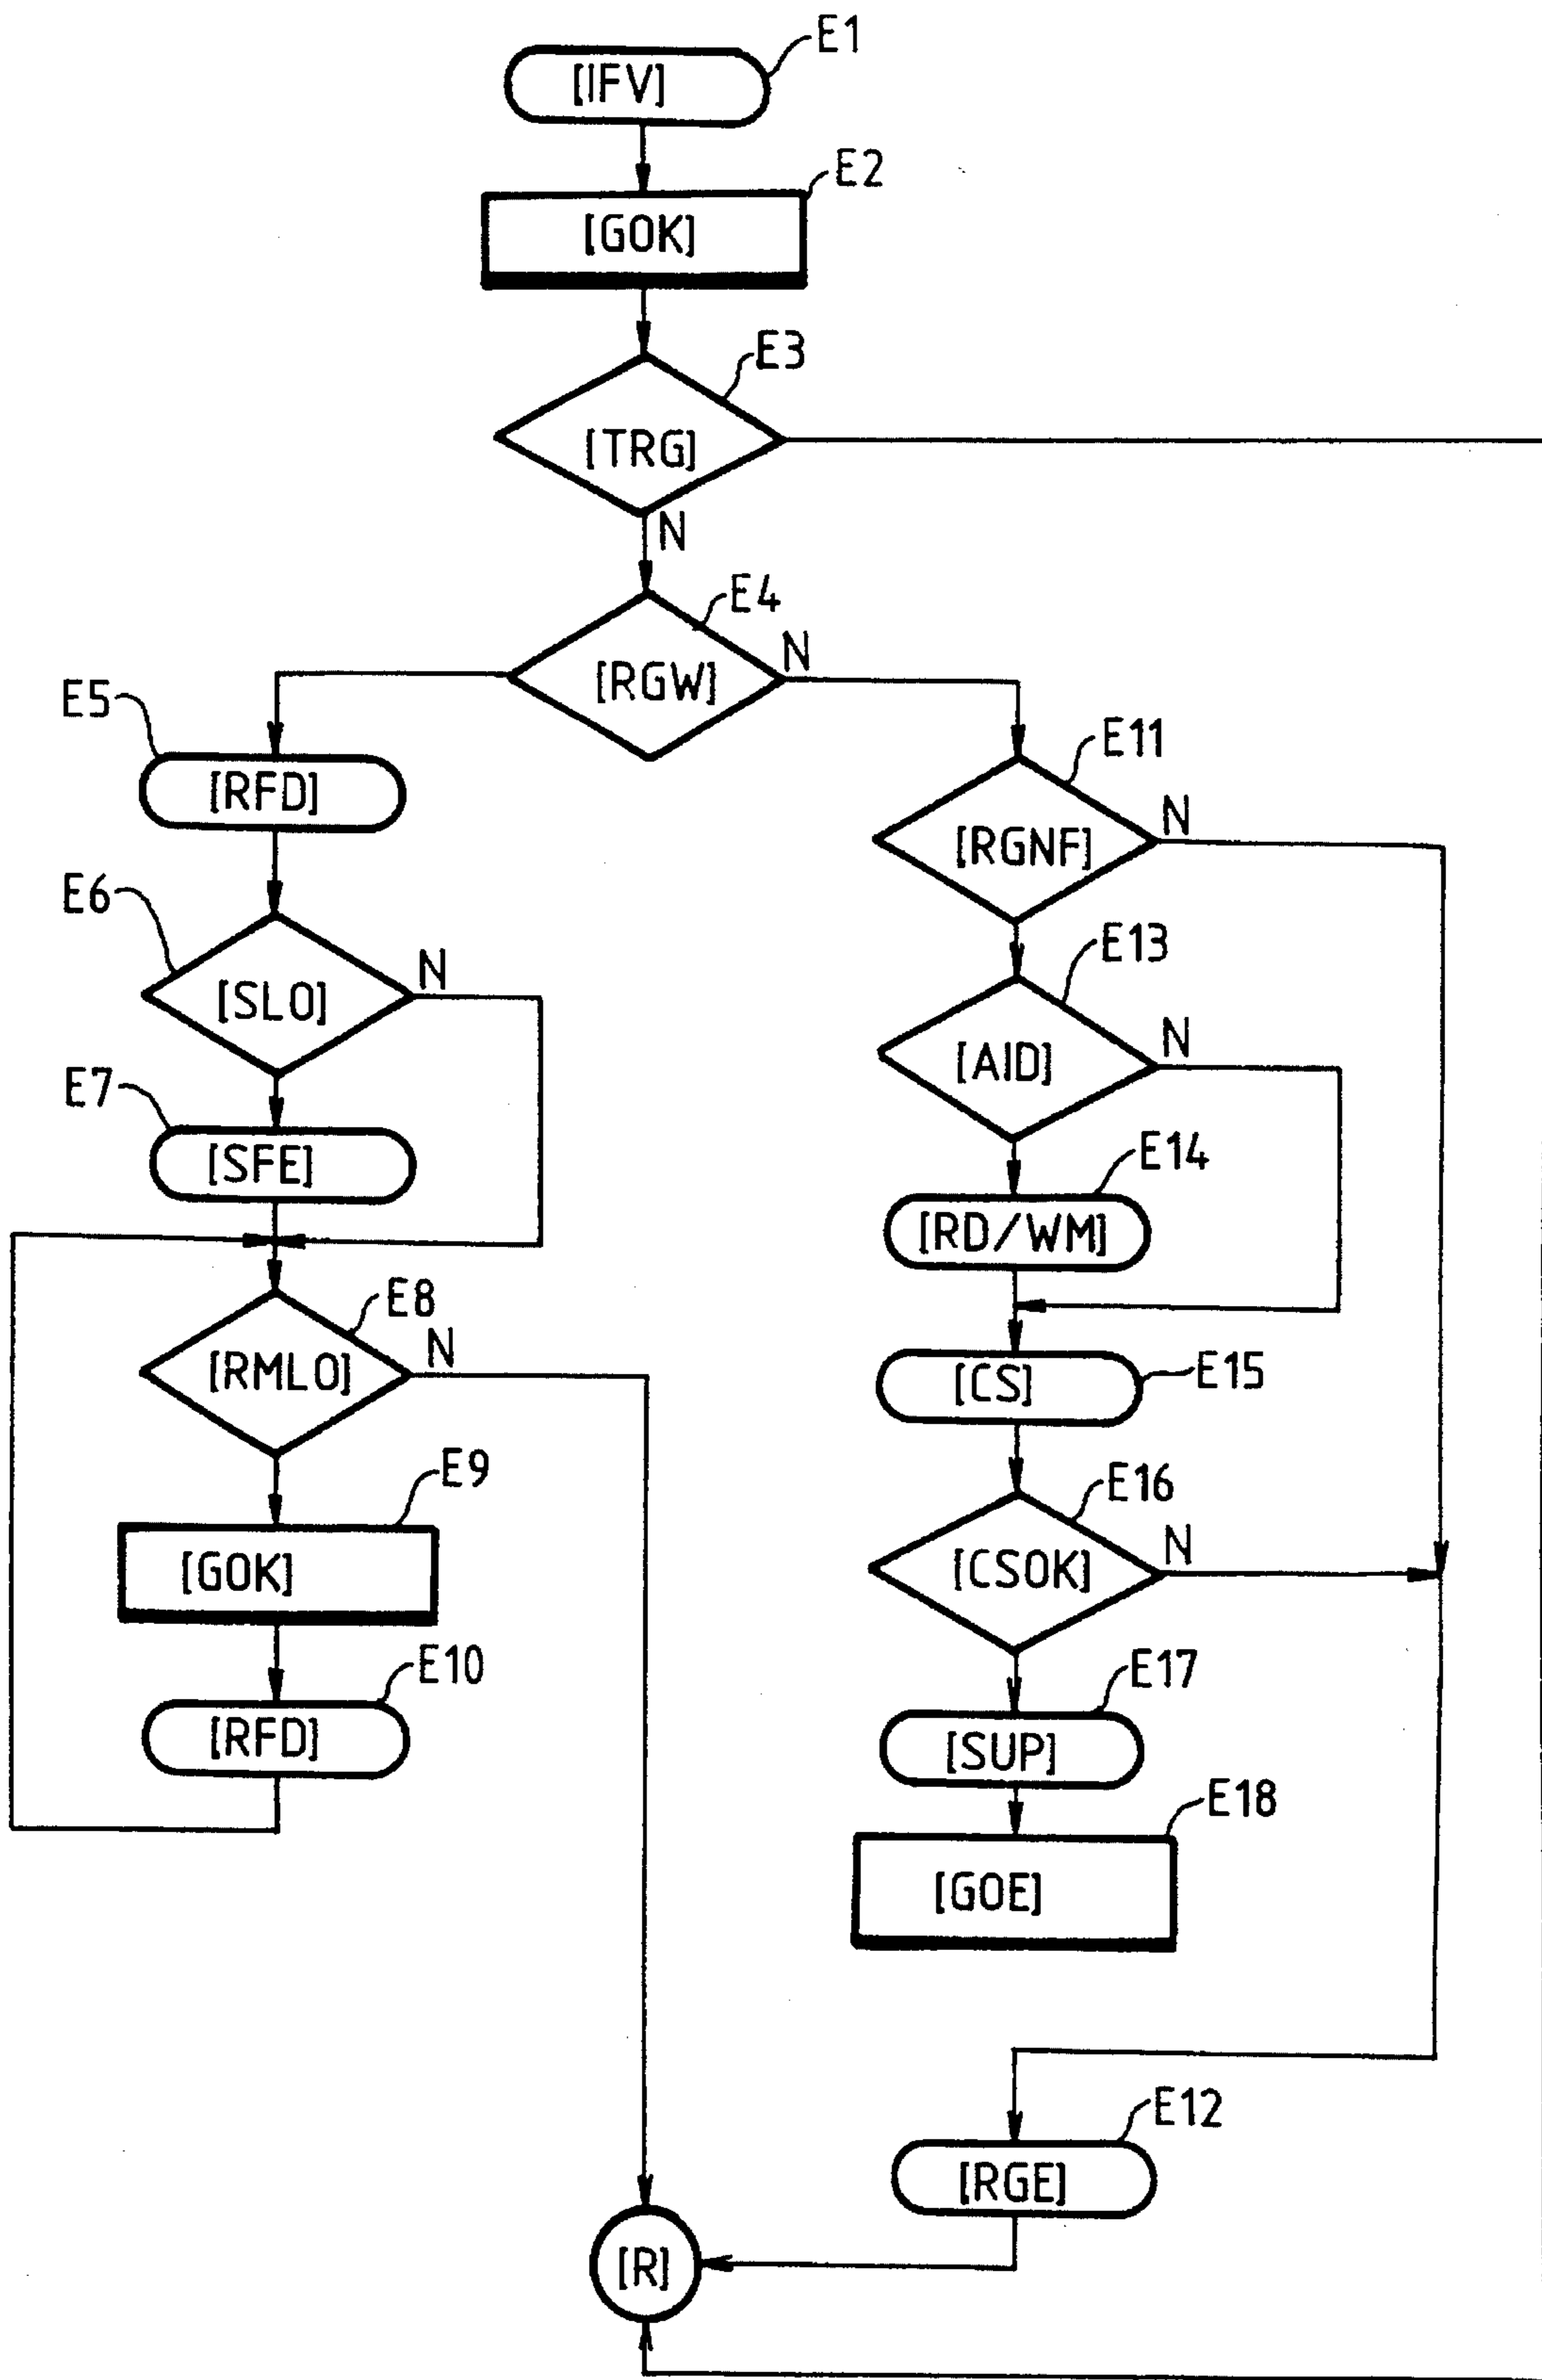 E1
[IFV]
E2
[GOK]
E3
[TRG]
N
E4
[RGW]
N
E5
[RFD]
E6
[SLO]
N
E7
[SFE]
E8
[RMLO]
N
E9
[GOK]
E10
[RFD]
E11
[RGNF]
N
E13
[AID]
N
E14
[RD/WM]
E15
[CS]
E16
[CSOK]
N
E17
[SUP]
E18
[GOE]
E12
[RGE]
[R]